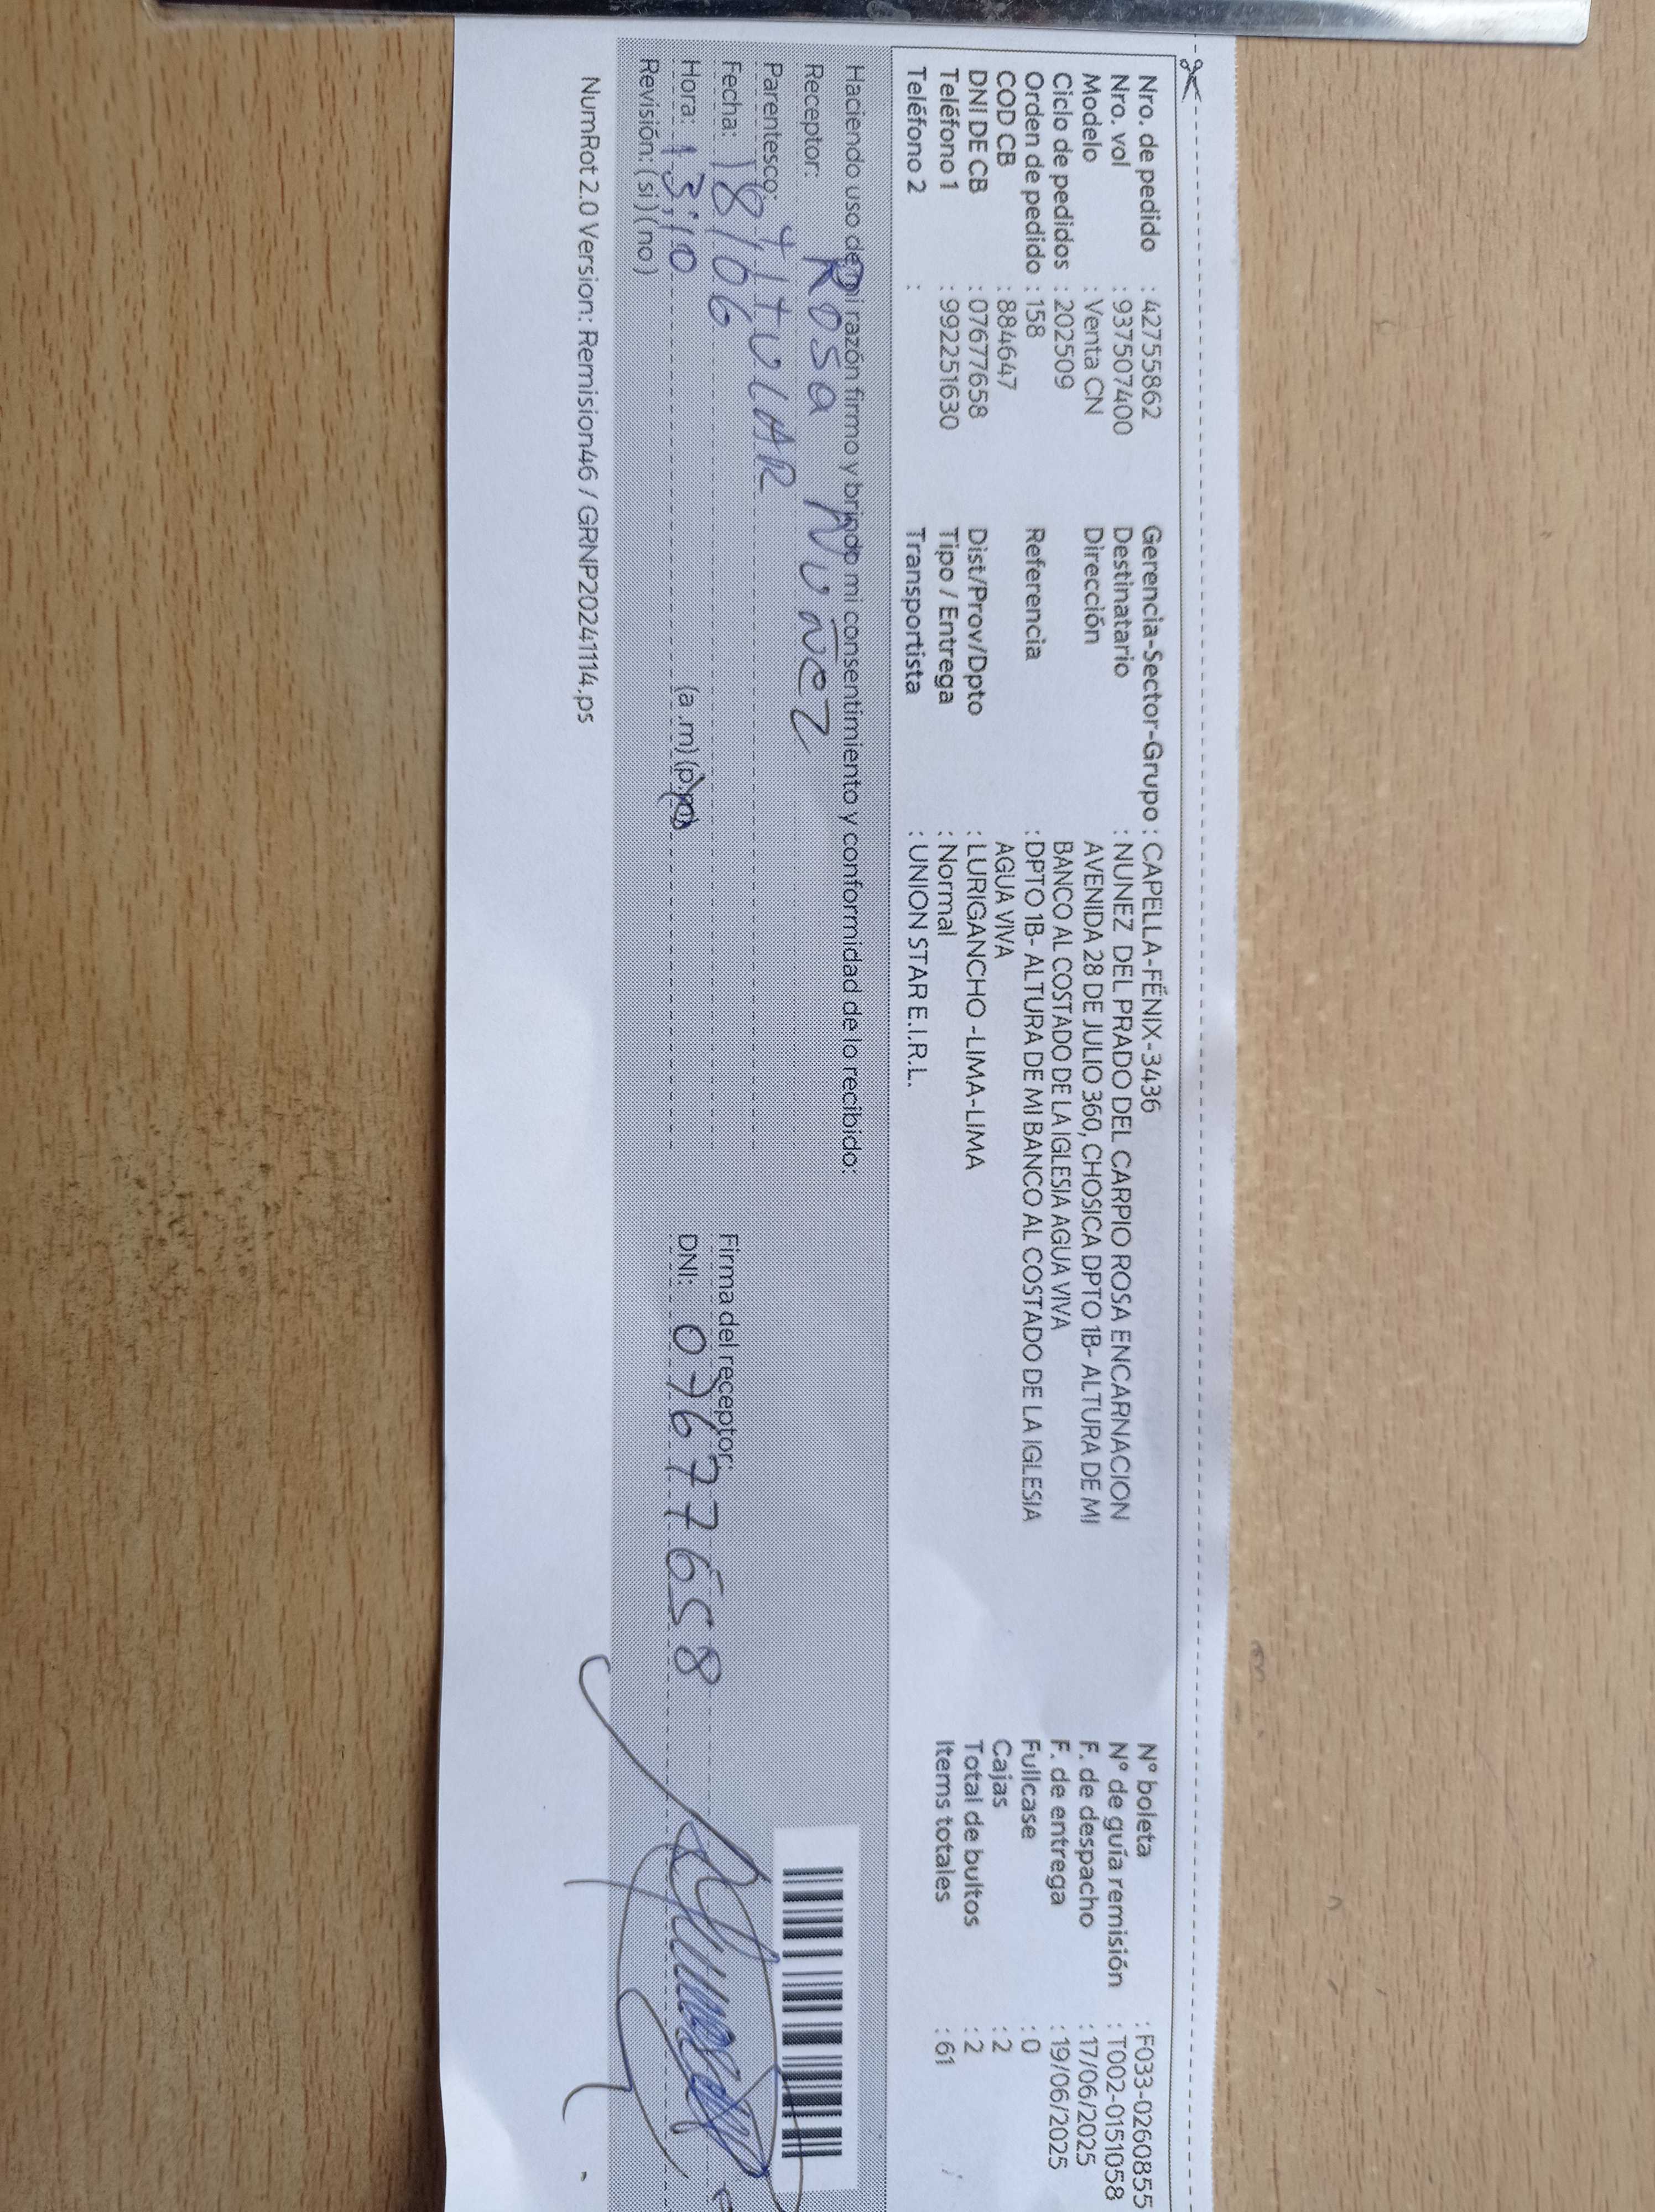 Nro. de pedido : 42755862 Gerencia-Sector-Grupo : CAPELLA-FÉNIX-3436 N° boleta : F033-0260855
Nro. vol : 937507400 Destinatario : NUNEZ DEL PRADO DEL CARPIO ROSA ENCARNACION N° de guía remisión : T002-0151058
Modelo : Venta CN Dirección AVENIDA 28 DE JULIO 360, CHOSICA DPTO 1B- ALTURA DE MI F. de despacho : 17/06/2025
Ciclo de pedidos : 202509 BANCO AL COSTADO DE LA IGLESIA AGUA VIVA F. de entrega : 19/06/2025
Orden de pedido : 158 Referencia : DPTO 1B- ALTURA DE MI BANCO AL COSTADO DE LA IGLESIA Fullcase : 0
COD CB : 884647 AGUA VIVA Cajas : 2
DNI DE CB : 07677658 Dist/Prov/Dpto : LURIGANCHO -LIMA-LIMA Total de bultos : 2
Teléfono 1 : 992251630 Tipo / Entrega : Normal Items totales : 61
Teléfono 2 : Transportista : UNION STAR E.I.R.L.
Haciendo uso de mi razón firmo y brindo mi consentimiento y conformidad de lo recibido:
Receptor: Rosa Nuñez
Parentesco: tituLAR
Fecha: 18/06 Firma del receptor:
Hora: 13:10 (a .m) (p.m) DNI: 07677658
Revisión: ( si ) ( no )
NumRot 2.0 Version: Remision46 / GRNP20241114.ps